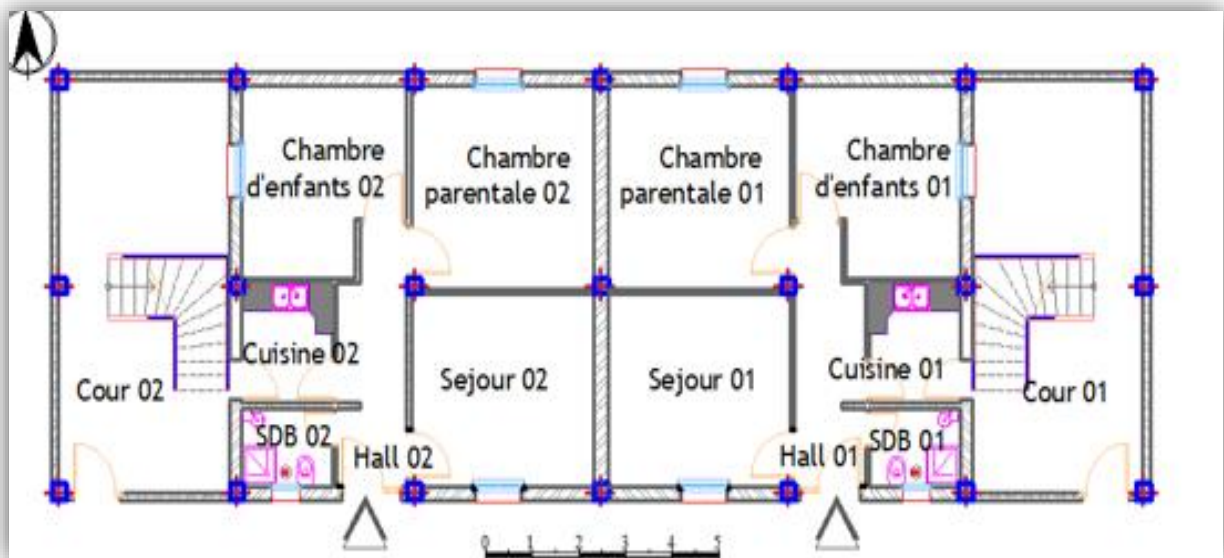 Chambre
d'enfants 02
Chambre
parentale 02
Chambre
parentale 01
Chambre
d'enfants 01
Cuisine 02
Cour 02
Sejour 02
Sejour 01
Cuisine 01
Cour 01
SDB 02
Hall 02
Hall 01
SDB 01
0 1 2 3 4 5